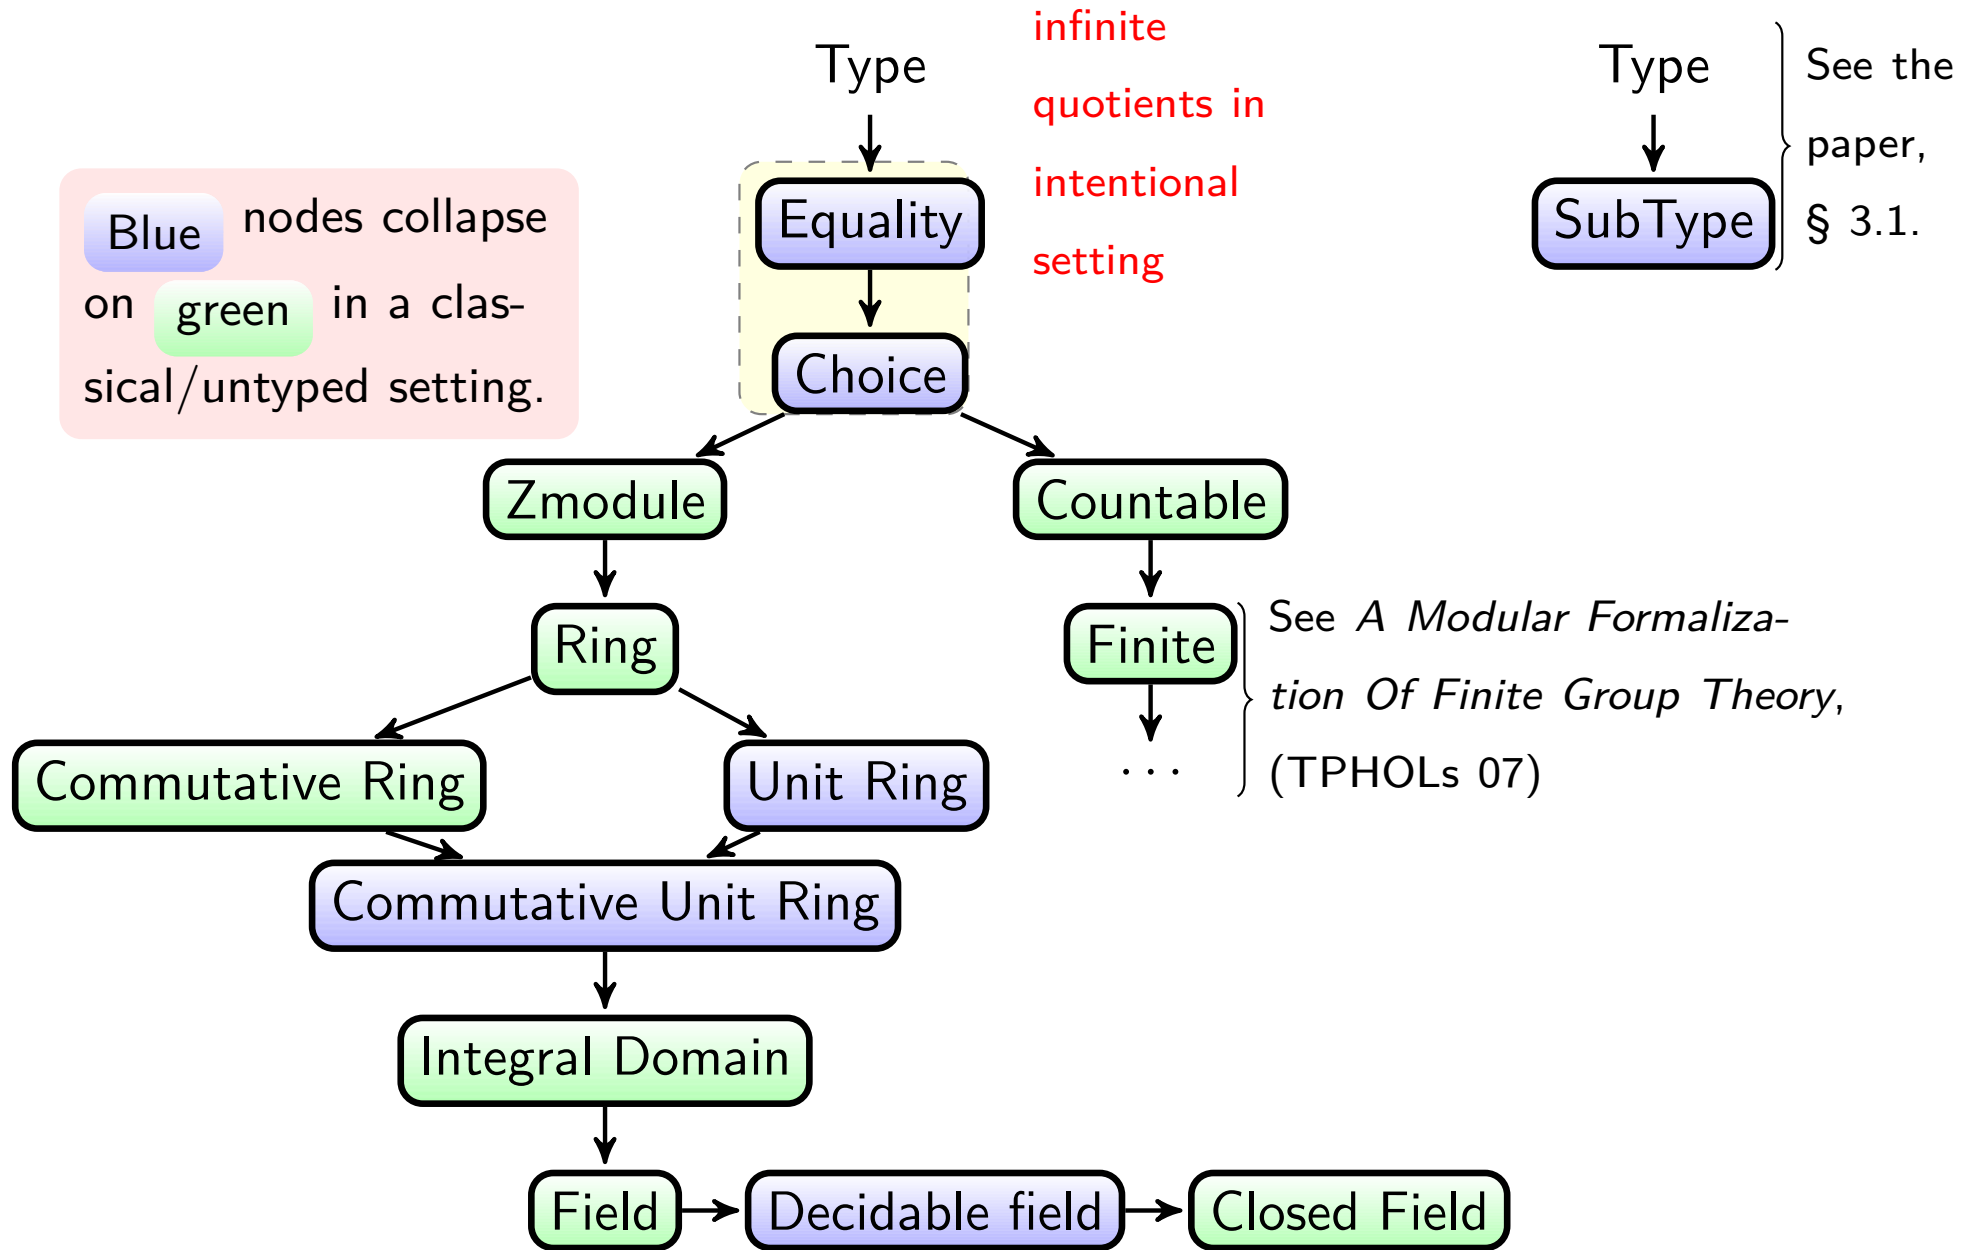 Type
infinite
quotients in
intentional
setting
Type
See the
paper,
§ 3.1.
SubType
Blue nodes collapse
on green in a clas-
sical/untyped setting.
Equality
Choice
Zmodule
Countable
Ring
Finite
See A Modular Formaliza-
tion Of Finite Group Theory,
(TPHOLs 07)
Commutative Ring
Unit Ring
...
Commutative Unit Ring
Integral Domain
Field
Decidable field
Closed Field